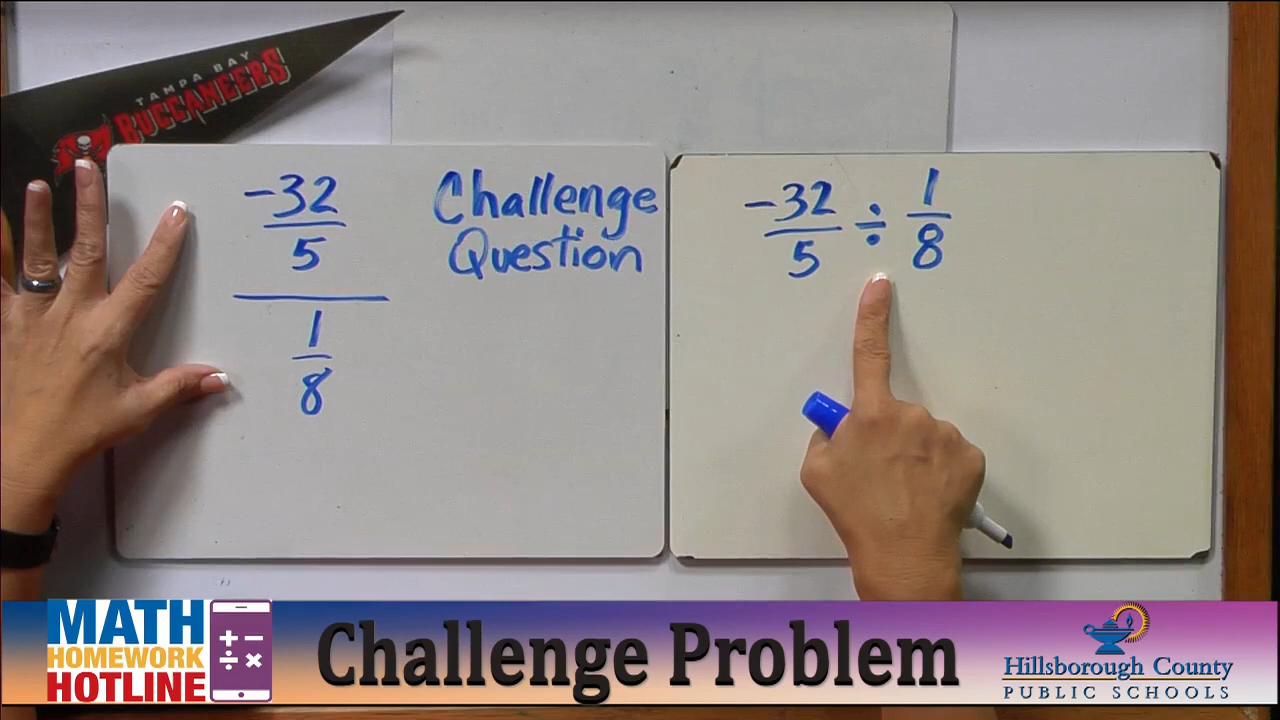 TAMPA BAY
BUCCANEERS
-32
5
1
8
Challenge
Question
-32
5
÷
1
8
MATH
HOMEWORK
HOTLINE
+ -
÷ ×
Challenge Problem
Hillsborough County
PUBLIC SCHOOLS